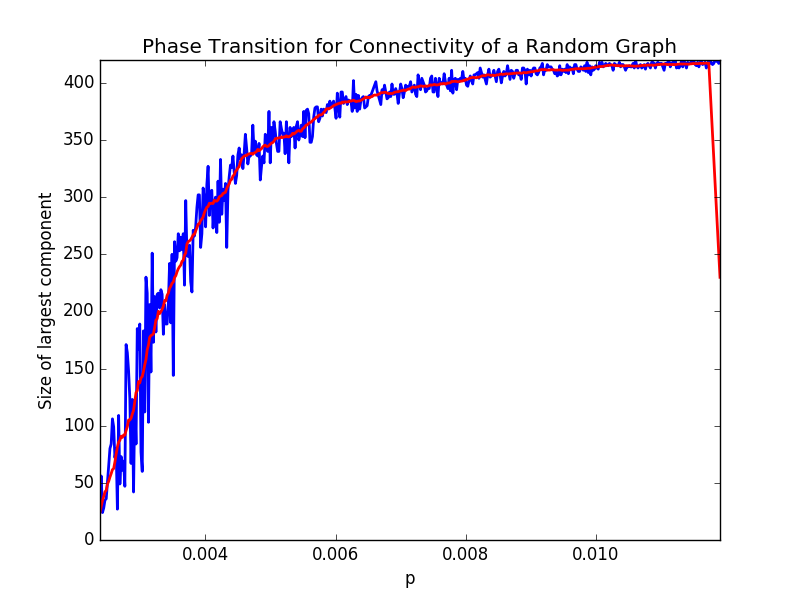 Phase Transition for Connectivity of a Random Graph
Size of largest component
400
350
300
250
200
150
100
50
0
0.004 0.006 0.008 0.010
p